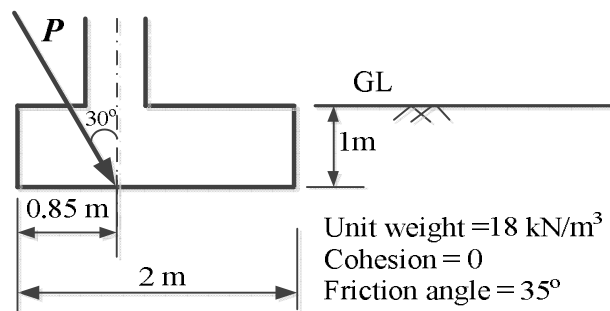 P
GL
30°
1m
0.85 m
2 m
Unit weight =18 kN/m³
Cohesion = 0
Friction angle = 35°